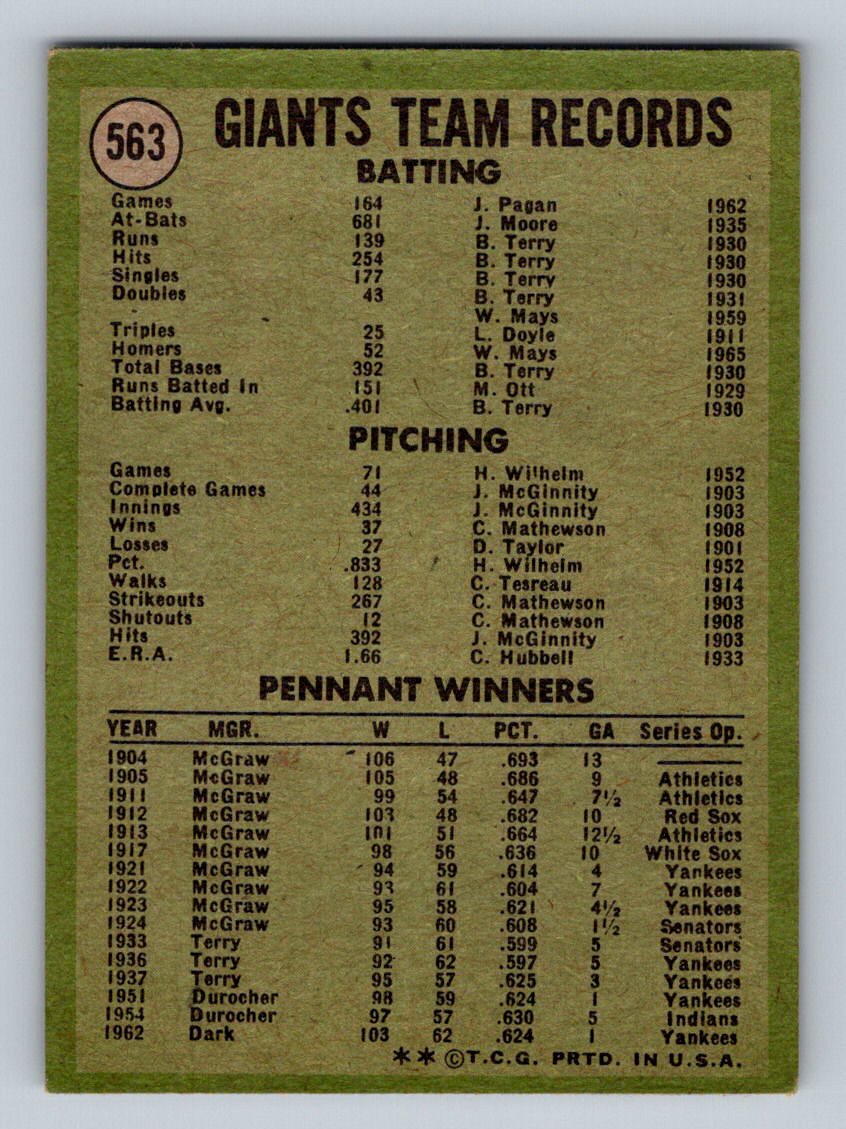 563
GIANTS TEAM RECORDS
BATTING
Games 164 J. Pagan 1962
At-Bats 681 J. Moore 1935
Runs 139 B. Terry 1930
Hits 254 B. Terry 1930
Singles 177 B. Terry 1930
Doubles 43 B. Terry 1931
W. Mays 1959
Triples 25 L. Doyle 1911
Homers 52 W. Mays 1965
Total Bases 392 B. Terry 1930
Runs Batted In 151 M. Ott 1929
Batting Avg. .401 B. Terry 1930
PITCHING
Games 71 H. Wilhelm 1952
Complete Games 44 J. McGinnity 1903
Innings 434 J. McGinnity 1903
Wins 37 C. Mathewson 1908
Losses 27 D. Taylor 1901
Pct. .833 H. Wilhelm 1952
Walks 128 C. Tesreau 1914
Strikeouts 267 C. Mathewson 1903
Shutouts 12 C. Mathewson 1908
Hits 392 J. McGinnity 1903
E.R.A. 1.66 C. Hubbell 1933
PENNANT WINNERS
YEAR MGR. W L PCT. GA Series Op.
1904 McGraw 106 47 .693 13
1905 McGraw 105 48 .686 9 Athletics
1911 McGraw 99 54 .647 7½ Athletics
1912 McGraw 103 48 .682 10 Red Sox
1913 McGraw 101 51 .664 12½ Athletics
1917 McGraw 98 56 .636 10 White Sox
1921 McGraw 94 59 .614 4 Yankees
1922 McGraw 93 61 .604 7 Yankees
1923 McGraw 95 58 .621 4½ Yankees
1924 McGraw 93 60 .608 1½ Senators
1933 Terry 91 61 .599 5 Senators
1936 Terry 92 62 .597 5 Yankees
1937 Terry 95 57 .625 3 Yankees
1951 Durocher 98 59 .624 1 Yankees
1954 Durocher 97 57 .630 5 Indians
1962 Dark 103 62 .624 1 Yankees
** ©T.C.G. PRTD. IN U.S.A.